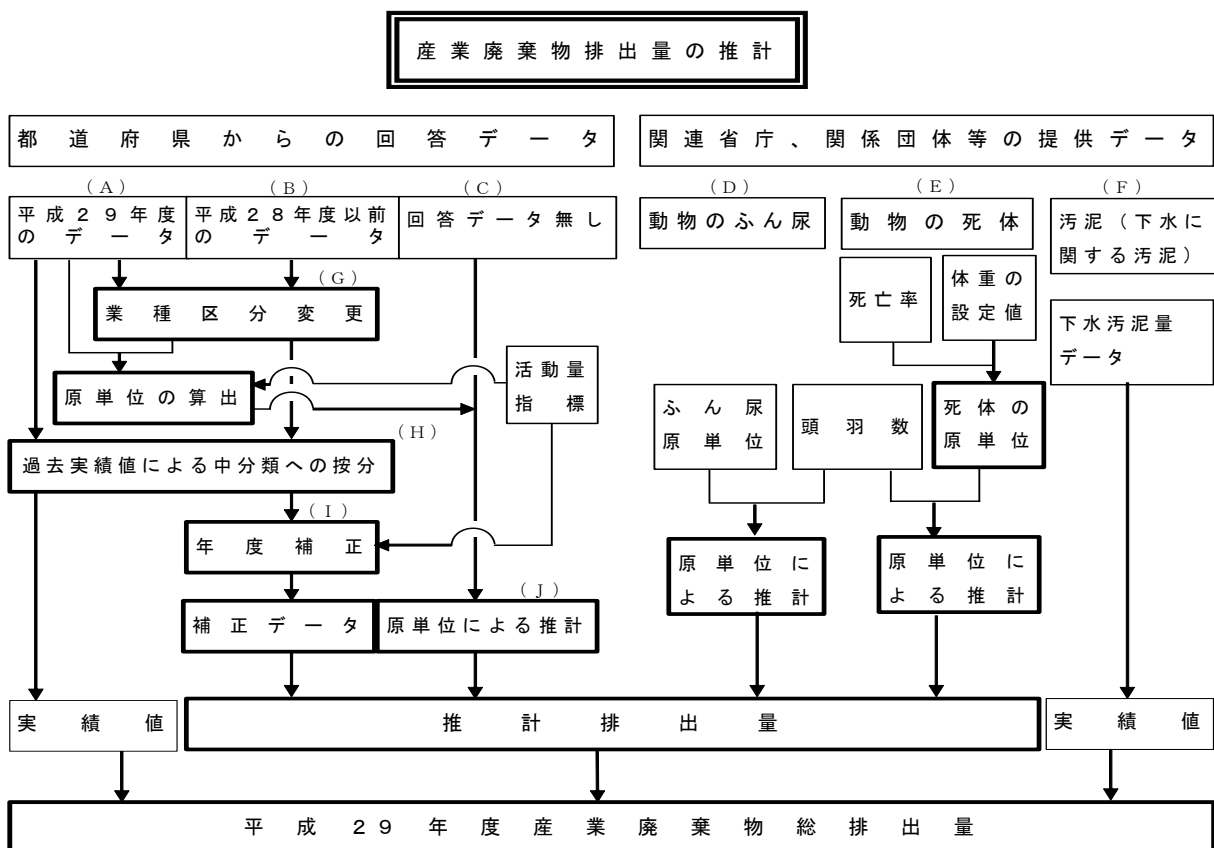 産業廃棄物排出量の推計
都道府県からの回答データ
関連省庁、関係団体等の提供データ
(A)
(B)
(C)
(D)
(E)
(F)
平成29年度
のデータ
平成28年度以前
のデータ
回答データ無し
動物のふん尿
動物の死体
汚泥(下水に
関する汚泥)
(G)
業種区分変更
死亡率
体重の
設定値
下水汚泥量
データ
原単位の算出
活動量
指標
ふん尿
原単位
頭羽数
死体の
原単位
(H)
過去実績値による中分類への按分
(I)
年度補正
原単位に
よる推計
原単位に
よる推計
(J)
補正データ
原単位による推計
実績値
推計排出量
実績値
平成29年度産業廃棄物総排出量